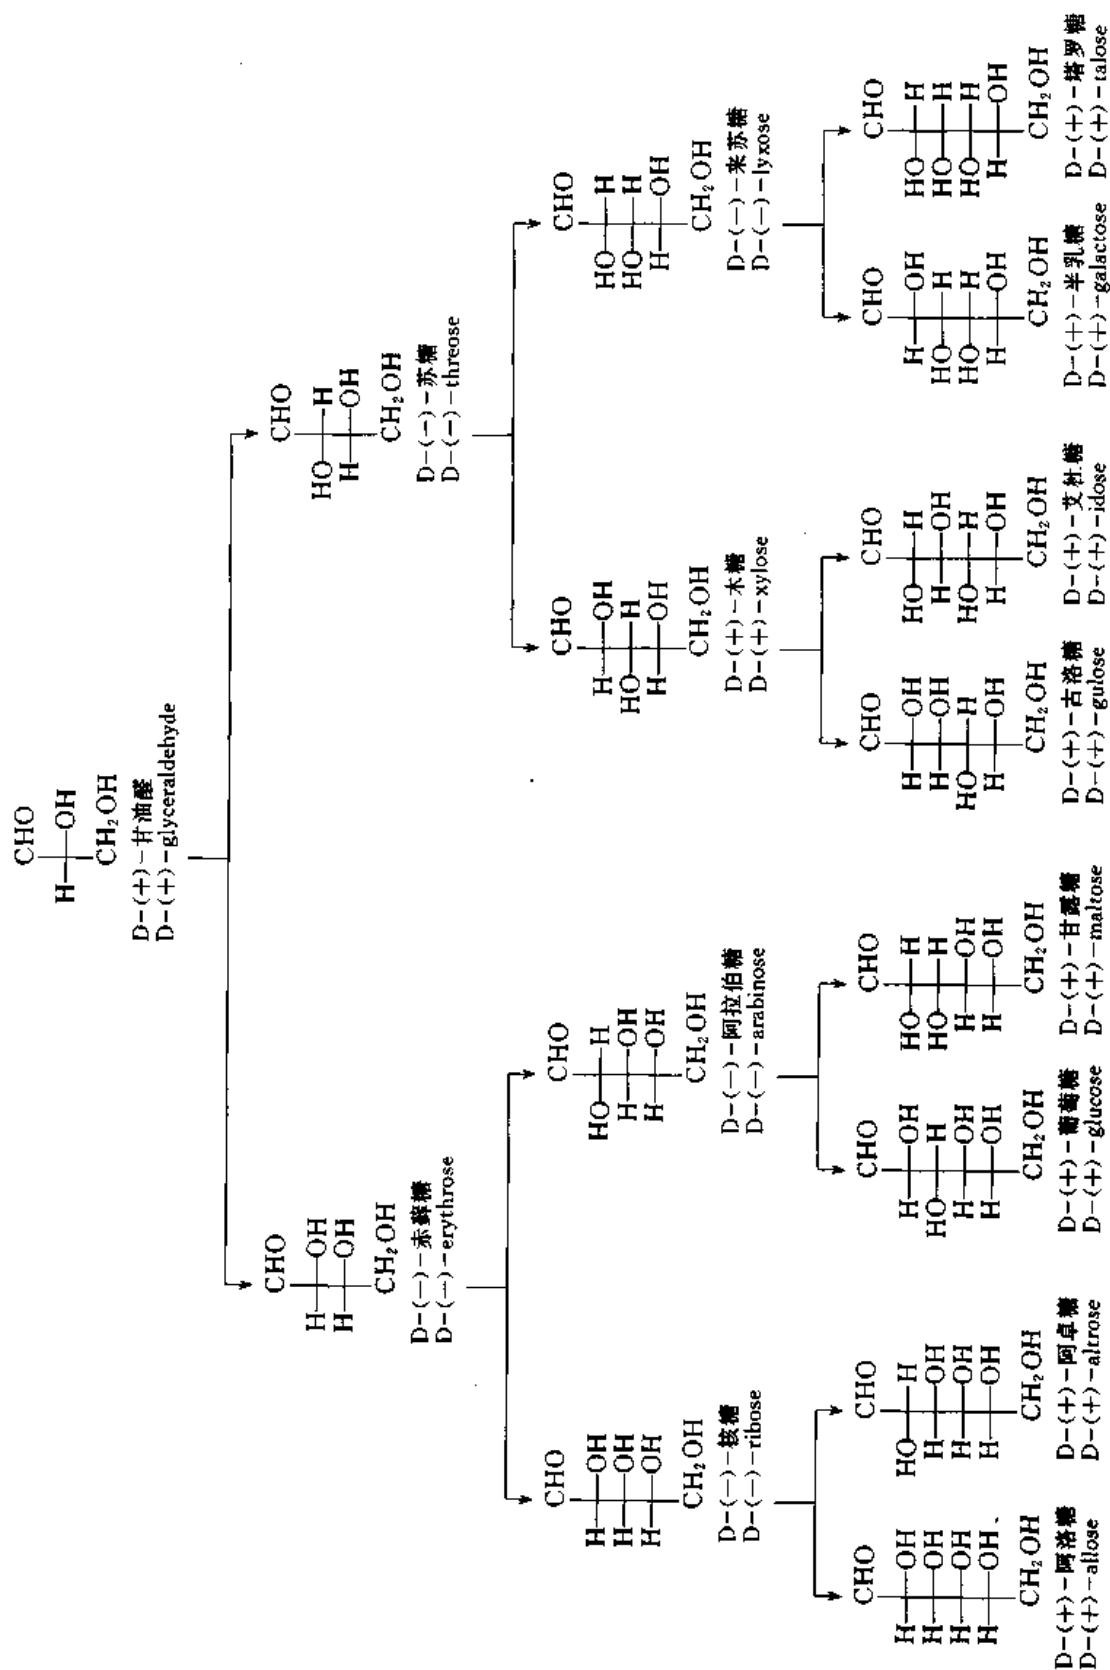 CHO
H—OH
CH₂OH
D-(+)-甘油醛
D-(+)-glyceraldehyde
CHO
H—OH
H—OH
CH₂OH
D-(−)-赤蘚糖
D-(−)-erythrose
CHO
HO—H
H—OH
CH₂OH
D-(−)-苏糖
D-(−)-threose
CHO
H—OH
H—OH
H—OH
CH₂OH
D-(−)-核糖
D-(−)-ribose
CHO
HO—H
H—OH
H—OH
CH₂OH
D-(−)-阿拉伯糖
D-(−)-arabinose
CHO
H—OH
HO—H
H—OH
CH₂OH
D-(+)-木糖
D-(+)-xylose
CHO
HO—H
HO—H
H—OH
CH₂OH
D-(−)-来苏糖
D-(−)-lyxose
CHO
H—OH
H—OH
H—OH
H—OH
CH₂OH
D-(+)-阿洛糖
D-(+)-allose
CHO
HO—H
H—OH
H—OH
H—OH
CH₂OH
D-(+)-阿卓糖
D-(+)-altrose
CHO
H—OH
HO—H
H—OH
H—OH
CH₂OH
D-(+)-葡萄糖
D-(+)-glucose
CHO
HO—H
HO—H
H—OH
H—OH
CH₂OH
D-(+)-甘露糖
D-(+)-maltose
CHO
H—OH
H—OH
HO—H
H—OH
CH₂OH
D-(+)-古洛糖
D-(+)-gulose
CHO
HO—H
H—OH
HO—H
H—OH
CH₂OH
D-(+)-艾杜糖
D-(+)-idose
CHO
H—OH
HO—H
HO—H
H—OH
CH₂OH
D-(+)-半乳糖
D-(+)-galactose
CHO
HO—H
HO—H
HO—H
H—OH
CH₂OH
D-(+)-塔罗糖
D-(+)-talose